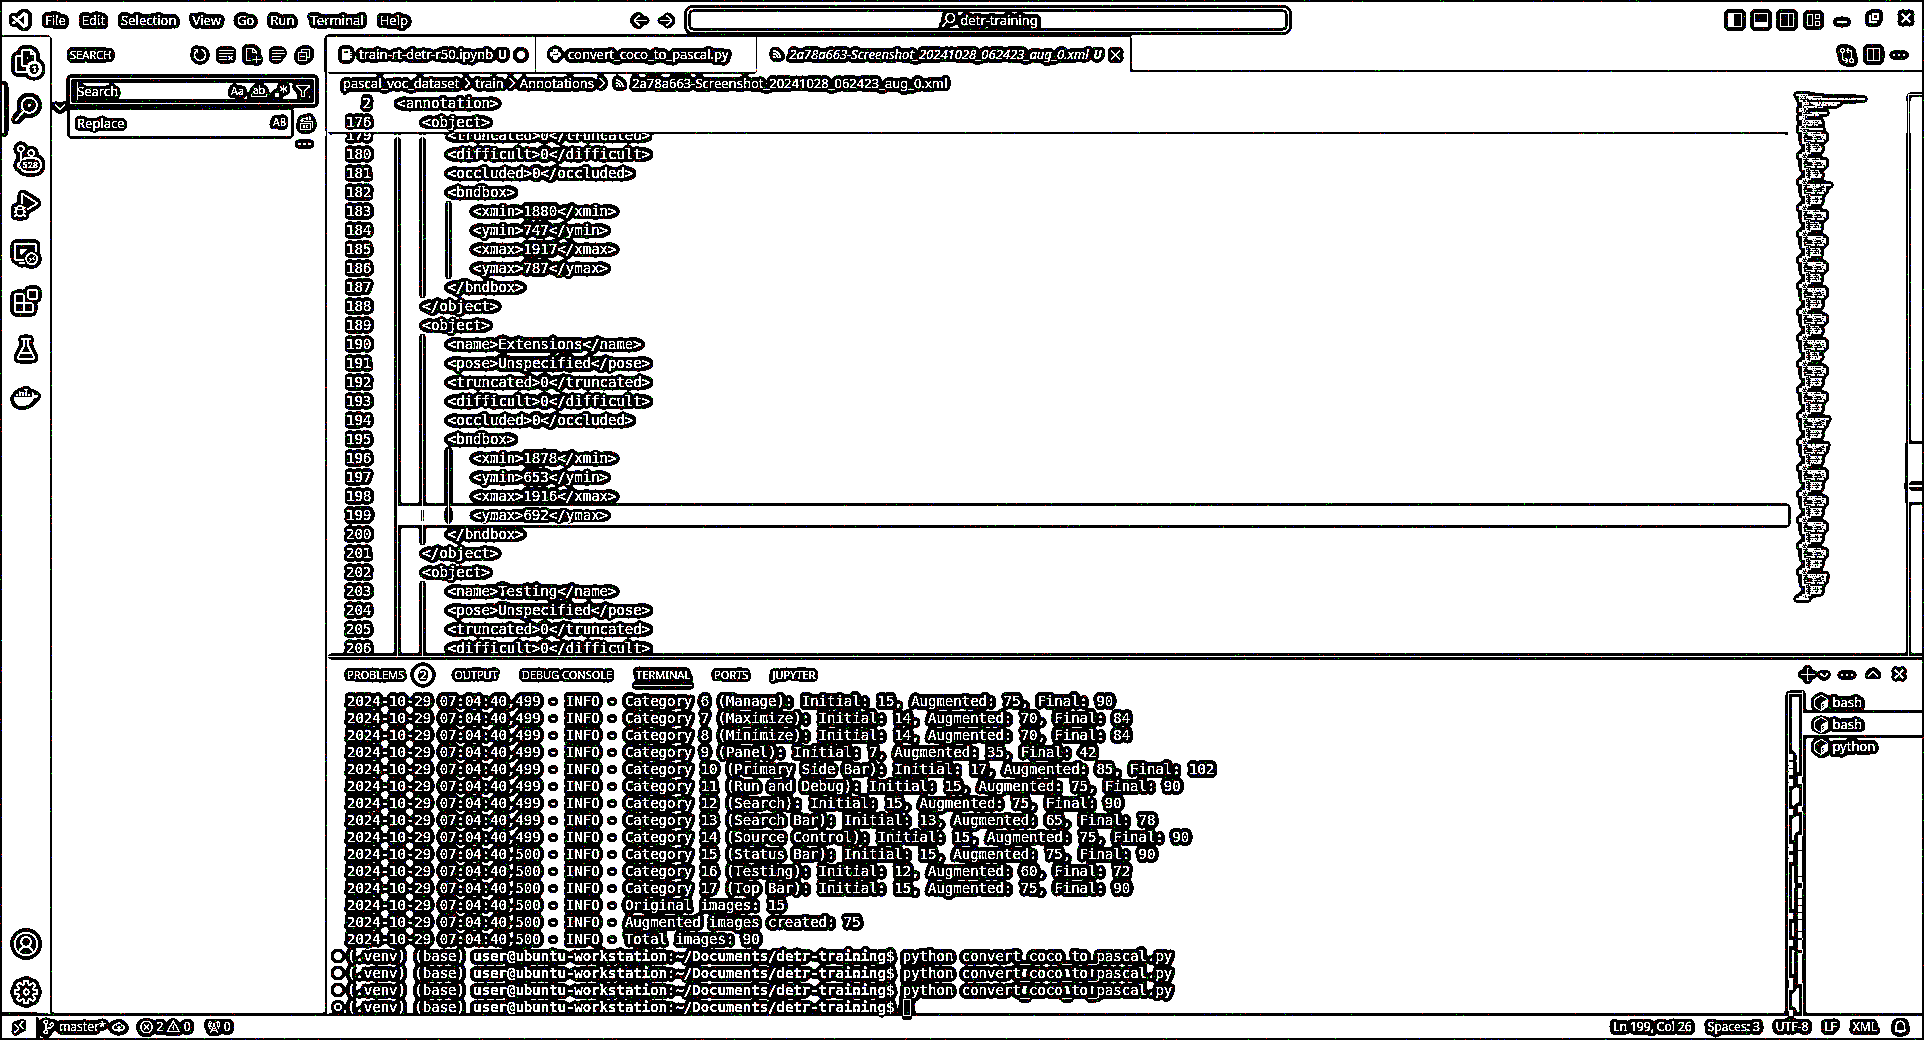 File Edit Selection View Go Run Terminal Help
detr-training
SEARCH
Search Aa ab .*
Replace AB
528
train-rt-detr-r50.ipynb U
convert_coco_to_pascal.py
2a78a663-Screenshot_20241028_062423_aug_0.xml U
pascal_voc_dataset > train > Annotations > 2a78a663-Screenshot_20241028_062423_aug_0.xml
2 <annotation>
176 <object>
179 <truncated>0</truncated>
180 <difficult>0</difficult>
181 <occluded>0</occluded>
182 <bndbox>
183 <xmin>1880</xmin>
184 <ymin>747</ymin>
185 <xmax>1917</xmax>
186 <ymax>787</ymax>
187 </bndbox>
188 </object>
189 <object>
190 <name>Extensions</name>
191 <pose>Unspecified</pose>
192 <truncated>0</truncated>
193 <difficult>0</difficult>
194 <occluded>0</occluded>
195 <bndbox>
196 <xmin>1878</xmin>
197 <ymin>653</ymin>
198 <xmax>1916</xmax>
199 <ymax>692</ymax>
200 </bndbox>
201 </object>
202 <object>
203 <name>Testing</name>
204 <pose>Unspecified</pose>
205 <truncated>0</truncated>
206 <difficult>0</difficult>
PROBLEMS 2 OUTPUT DEBUG CONSOLE TERMINAL PORTS JUPYTER
2024-10-29 07:04:40,499 - INFO - Category 6 (Manage): Initial: 15, Augmented: 75, Final: 90
2024-10-29 07:04:40,499 - INFO - Category 7 (Maximize): Initial: 14, Augmented: 70, Final: 84
2024-10-29 07:04:40,499 - INFO - Category 8 (Minimize): Initial: 14, Augmented: 70, Final: 84
2024-10-29 07:04:40,499 - INFO - Category 9 (Panel): Initial: 7, Augmented: 35, Final: 42
2024-10-29 07:04:40,499 - INFO - Category 10 (Primary Side Bar): Initial: 17, Augmented: 85, Final: 102
2024-10-29 07:04:40,499 - INFO - Category 11 (Run and Debug): Initial: 15, Augmented: 75, Final: 90
2024-10-29 07:04:40,499 - INFO - Category 12 (Search): Initial: 15, Augmented: 75, Final: 90
2024-10-29 07:04:40,499 - INFO - Category 13 (Search Bar): Initial: 13, Augmented: 65, Final: 78
2024-10-29 07:04:40,499 - INFO - Category 14 (Source Control): Initial: 15, Augmented: 75, Final: 90
2024-10-29 07:04:40,500 - INFO - Category 15 (Status Bar): Initial: 15, Augmented: 75, Final: 90
2024-10-29 07:04:40,500 - INFO - Category 16 (Testing): Initial: 12, Augmented: 60, Final: 72
2024-10-29 07:04:40,500 - INFO - Category 17 (Top Bar): Initial: 15, Augmented: 75, Final: 90
2024-10-29 07:04:40,500 - INFO - Original images: 15
2024-10-29 07:04:40,500 - INFO - Augmented images created: 75
2024-10-29 07:04:40,500 - INFO - Total images: 90
(.venv) (base) user@ubuntu-workstation:~/Documents/detr-training$ python convert_coco_to_pascal.py
(.venv) (base) user@ubuntu-workstation:~/Documents/detr-training$ python convert_coco_to_pascal.py
(.venv) (base) user@ubuntu-workstation:~/Documents/detr-training$ python convert_coco_to_pascal.py
(.venv) (base) user@ubuntu-workstation:~/Documents/detr-training$
bash
bash
python
master* 2 0 0 Ln 199, Col 26 Spaces: 3 UTF-8 LF XML